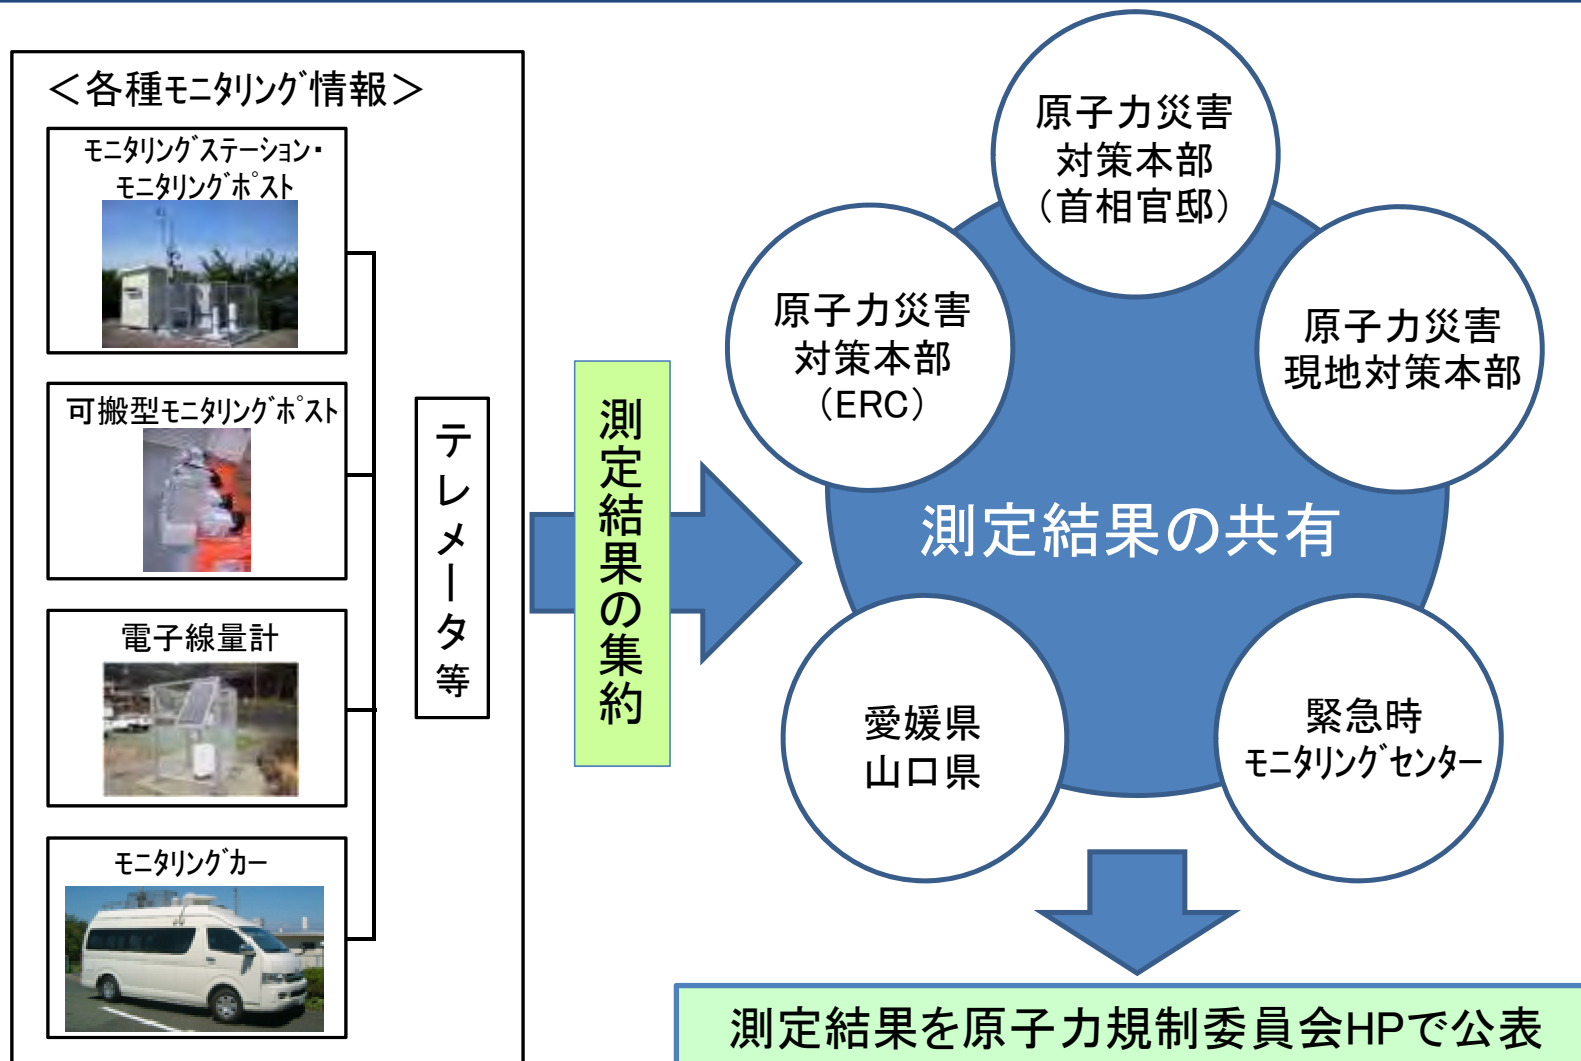 ＜各種ﾓﾆﾀﾘﾝｸﾞ情報＞
ﾓﾆﾀﾘﾝｸﾞｽﾃｰｼｮﾝ・
ﾓﾆﾀﾘﾝｸﾞﾎﾟｽﾄ
可搬型ﾓﾆﾀﾘﾝｸﾞﾎﾟｽﾄ
電子線量計
ﾓﾆﾀﾘﾝｸﾞｶｰ
テレメータ等
測定結果の集約
原子力災害
対策本部
（首相官邸）
原子力災害
対策本部
（ERC）
原子力災害
現地対策本部
測定結果の共有
愛媛県
山口県
緊急時
ﾓﾆﾀﾘﾝｸﾞｾﾝﾀｰ
測定結果を原子力規制委員会HPで公表